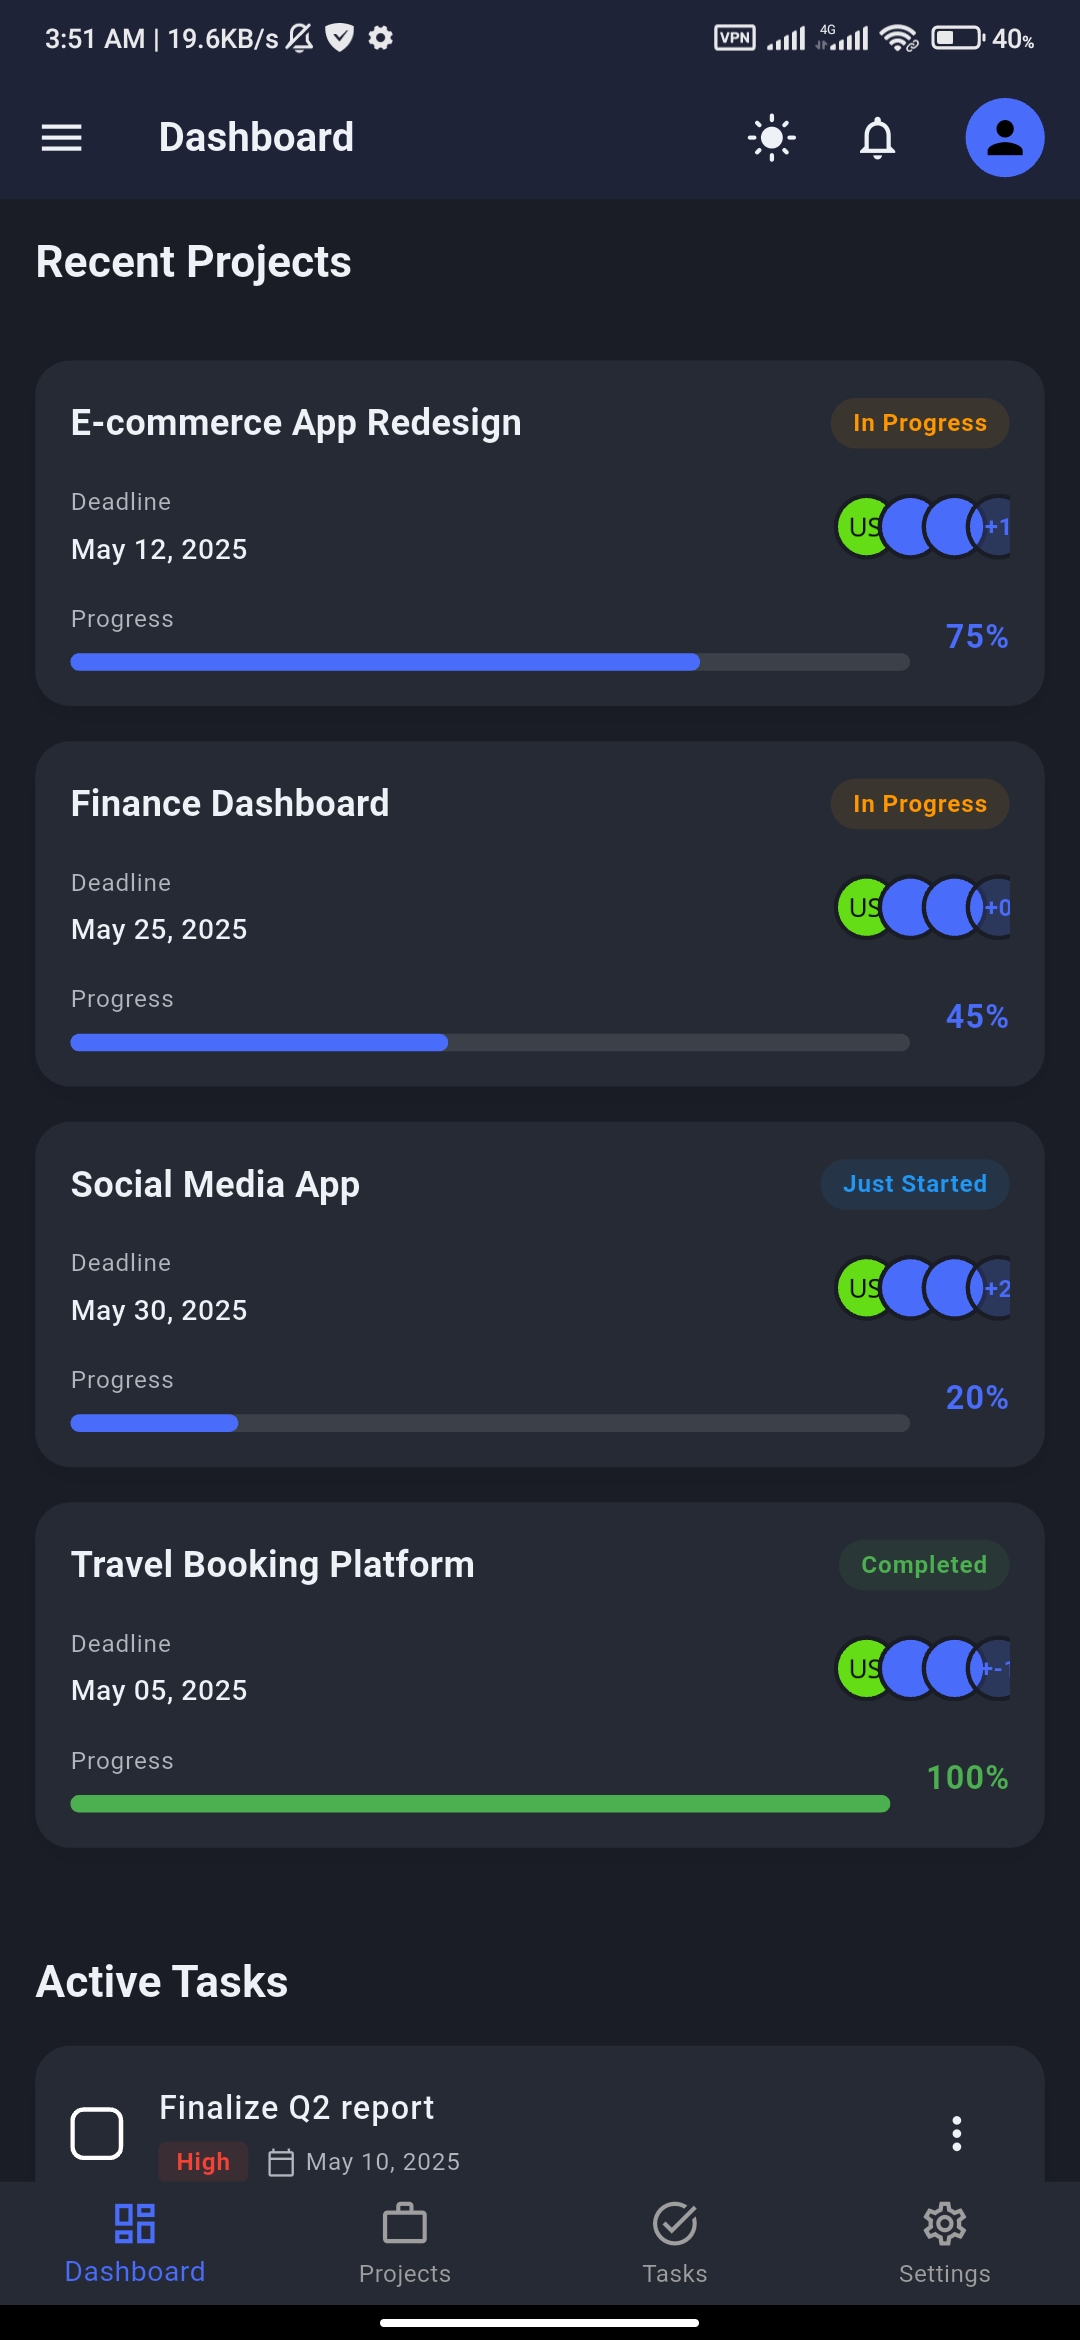 3:51 AM | 19.6KB/s VPN 4G 40%
Dashboard
Recent Projects
E-commerce App Redesign In Progress
Deadline
May 12, 2025
US +1
Progress
75%
Finance Dashboard In Progress
Deadline
May 25, 2025
US +0
Progress
45%
Social Media App Just Started
Deadline
May 30, 2025
US +2
Progress
20%
Travel Booking Platform Completed
Deadline
May 05, 2025
US +-1
Progress
100%
Active Tasks
Finalize Q2 report
High May 10, 2025
Dashboard Projects Tasks Settings